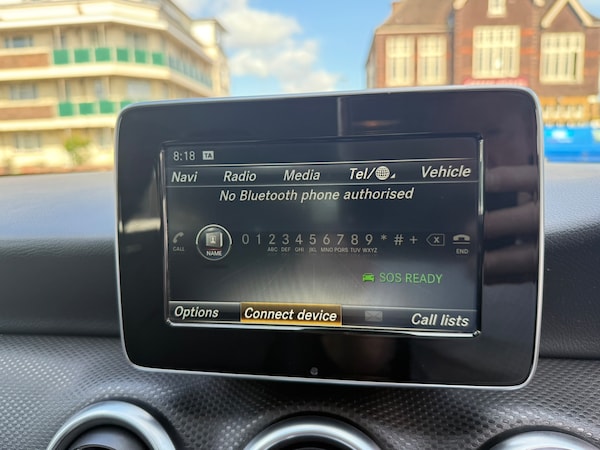 8:18 TA
Navi Radio Media Tel/ Vehicle
No Bluetooth phone authorised
0 1 2 3 4 5 6 7 8 9 * # +
ABC DEF GHI JKL MNO PQRS TUV WXYZ
CALL NAME END
SOS READY
Options Connect device Call lists